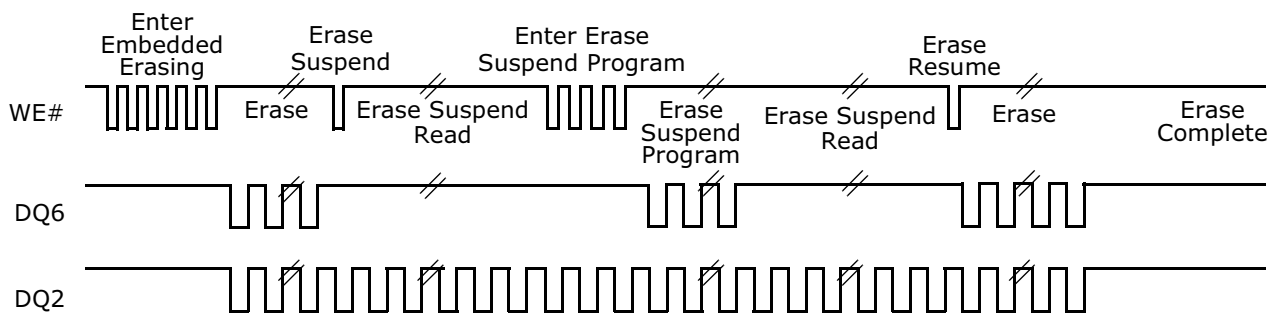 Enter
Embedded
Erasing
Erase
Suspend
Enter Erase
Suspend Program
Erase
Resume
WE#
Erase
Erase Suspend
Read
Erase
Suspend
Program
Erase Suspend
Read
Erase
Erase
Complete
DQ6
DQ2